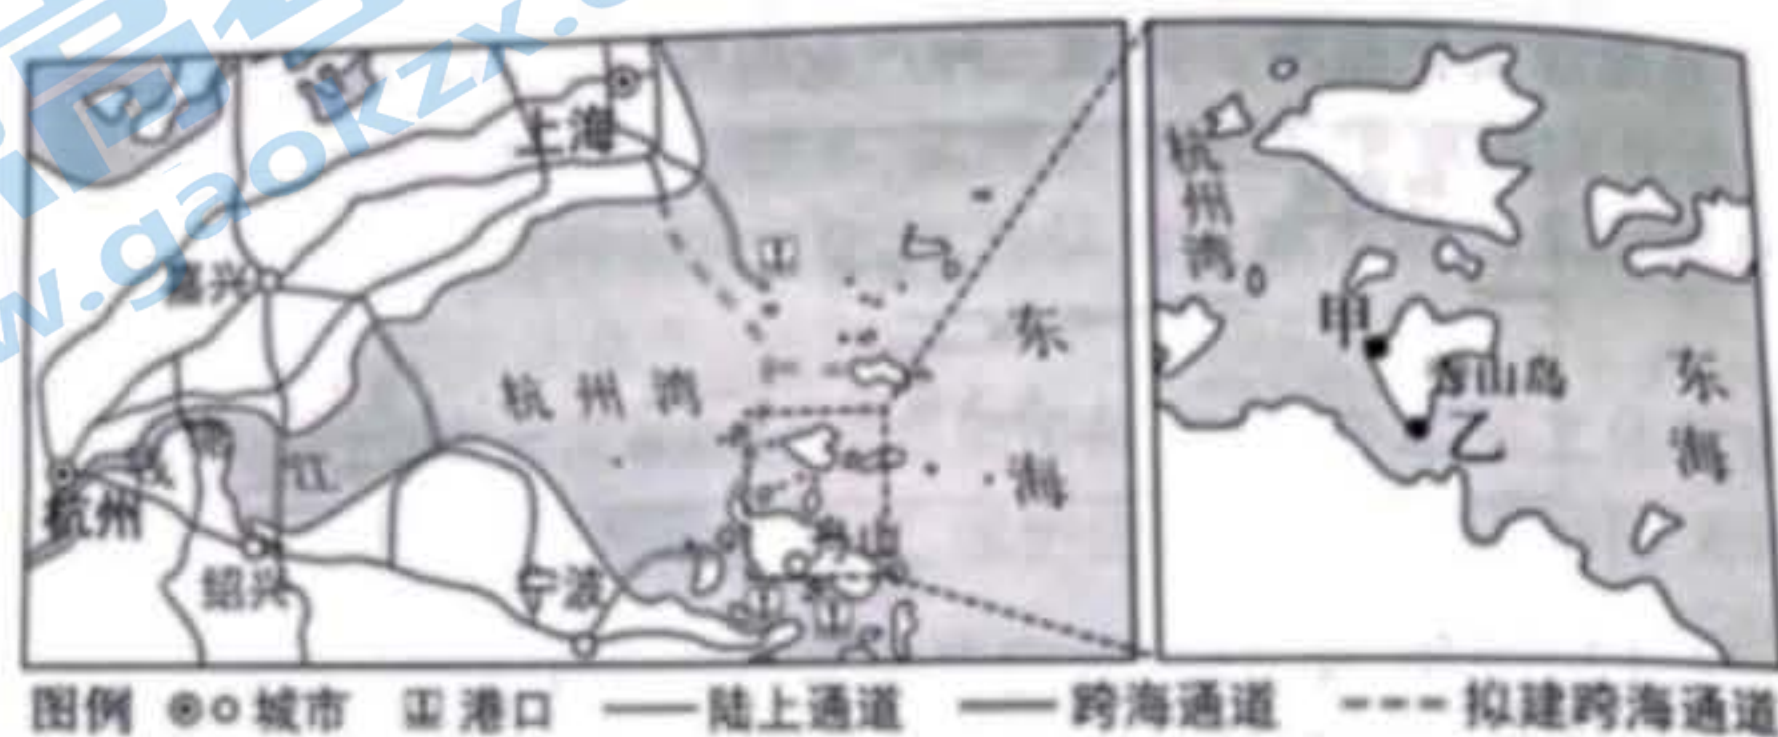 www.gaokzx.c
上海
嘉兴
杭州湾
东海
钱
江
杭州
绍兴
宁波
舟山
杭州湾
甲
秀山岛
乙
东海
图例 城市 港口 陆上通道 跨海通道 拟建跨海通道